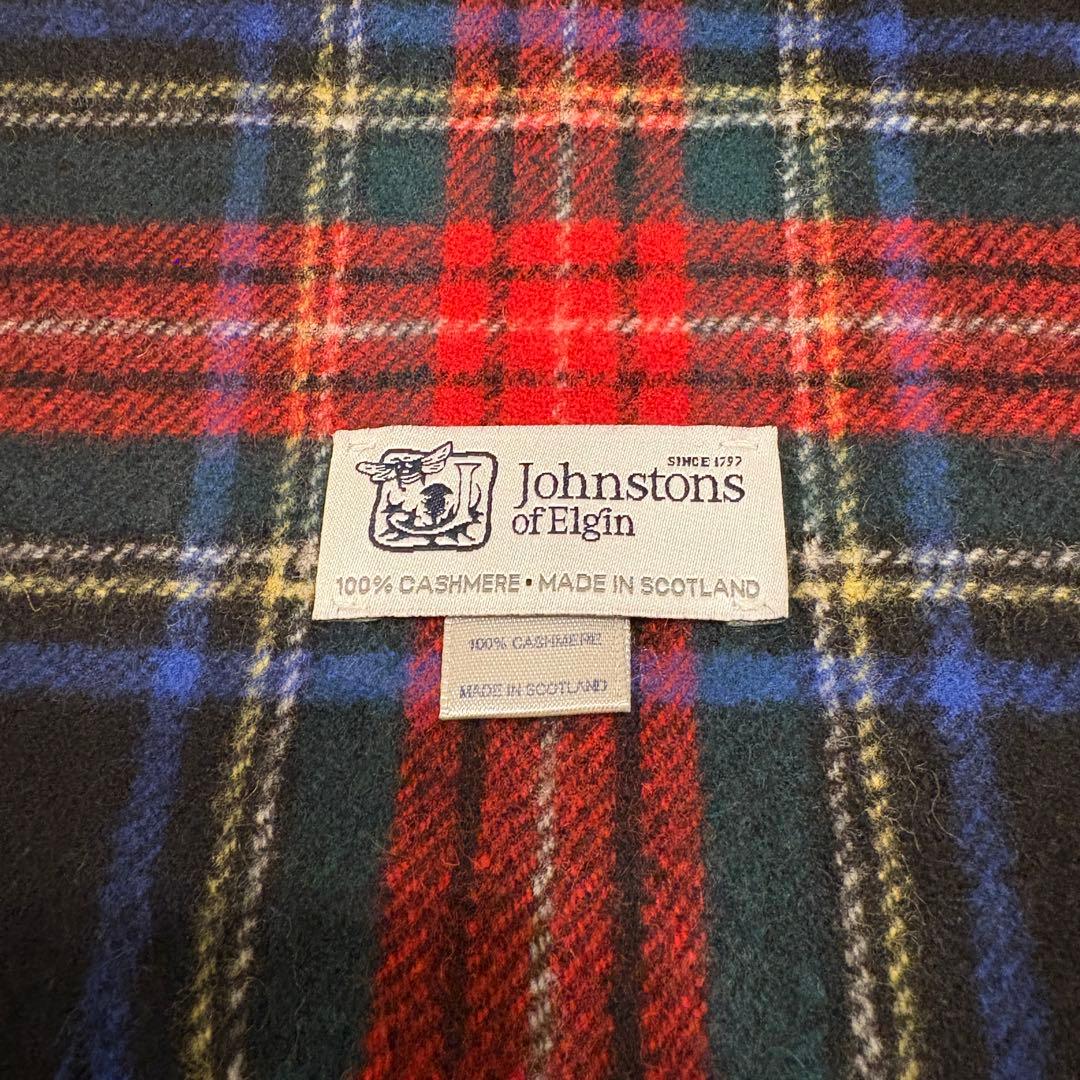 SINCE 1797
Johnstons
of Elgin
100% CASHMERE • MADE IN SCOTLAND
100% CASHMERE
MADE IN SCOTLAND